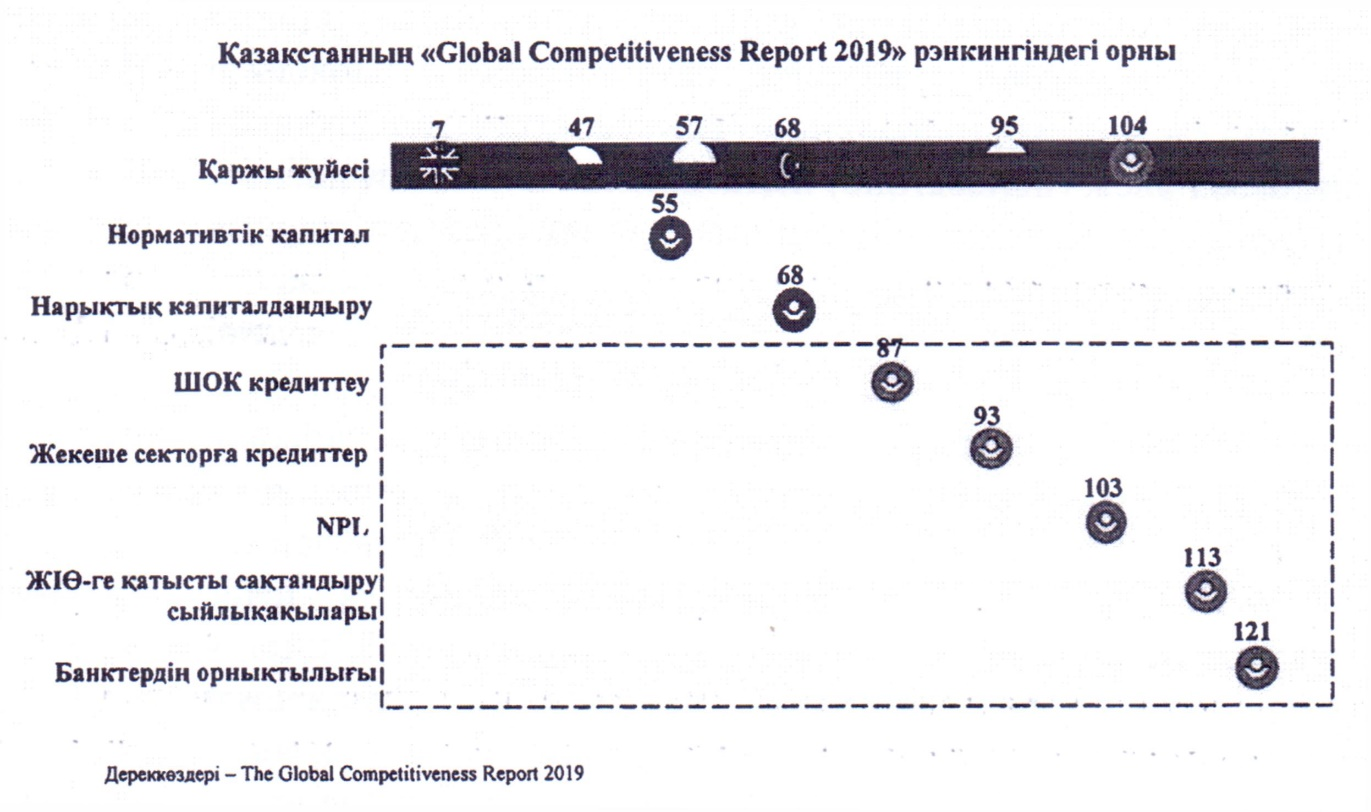 Қазақстанның «Global Competitiveness Report 2019» рэнкингіндегі орны
7 47 57 68 95 104
Қаржы жүйесі
55
Нормативтік капитал
68
Нарықтық капиталдандыру
87
ШОК кредиттеу
93
Жекеше секторға кредиттер
103
NPL
113
ЖІӨ-ге қатысты сақтандыру
сыйлықақылары
121
Банктердің орнықтылығы
Дереккөздері – The Global Competitiveness Report 2019